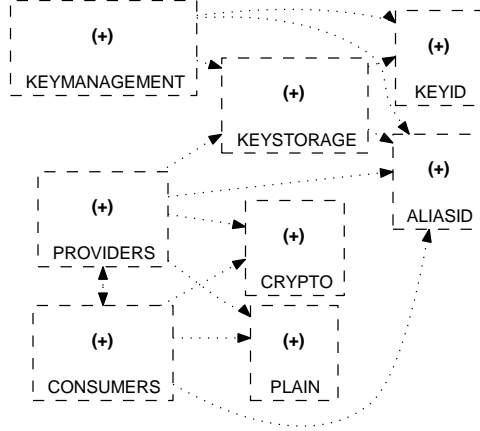 (+)
KEYMANAGEMENT
(+)
KEYID
(+)
KEYSTORAGE
(+)
ALIASID
(+)
PROVIDERS
(+)
CRYPTO
(+)
CONSUMERS
(+)
PLAIN